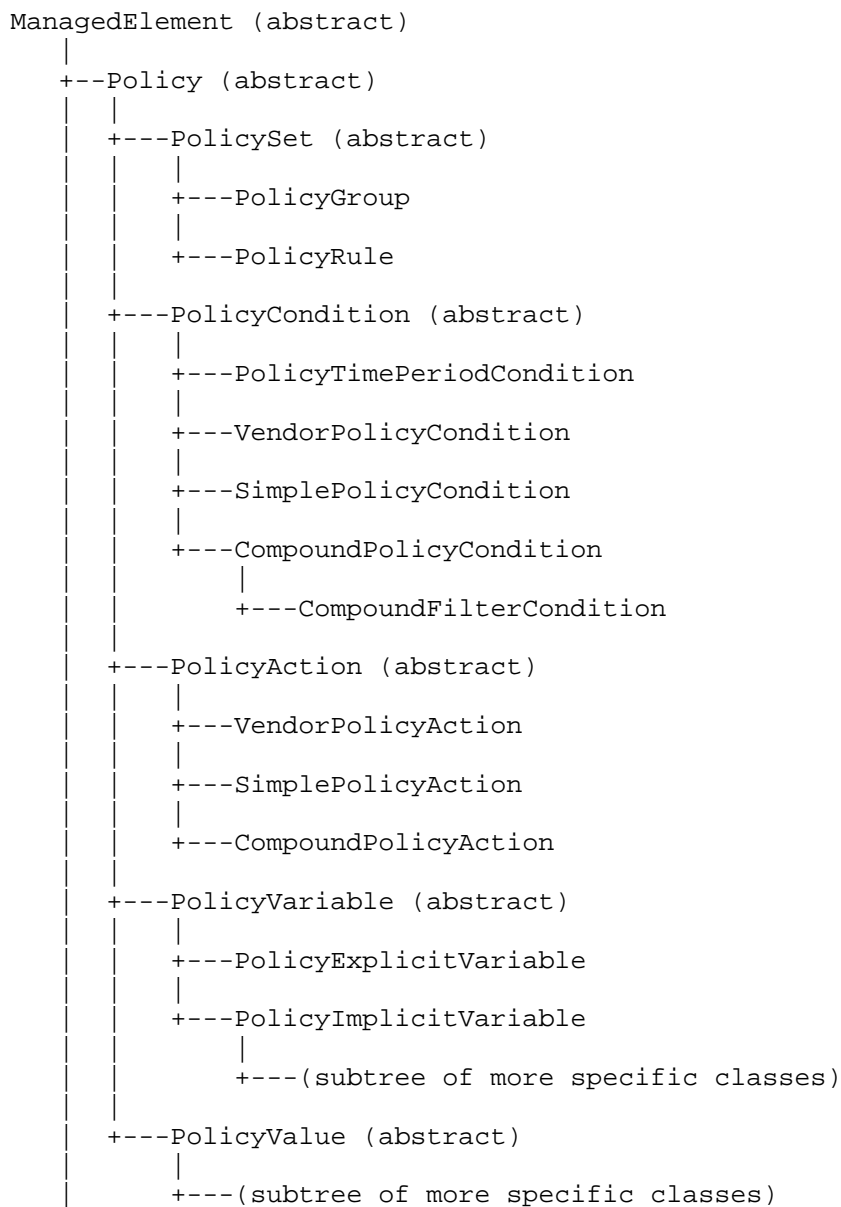 ManagedElement (abstract)
|
+--Policy (abstract)
| |
| +---PolicySet (abstract)
| | |
| | +---PolicyGroup
| | |
| | +---PolicyRule
| |
| +---PolicyCondition (abstract)
| | |
| | +---PolicyTimePeriodCondition
| | |
| | +---VendorPolicyCondition
| | |
| | +---SimplePolicyCondition
| | |
| | +---CompoundPolicyCondition
| | |
| | +---CompoundFilterCondition
| |
| +---PolicyAction (abstract)
| | |
| | +---VendorPolicyAction
| | |
| | +---SimplePolicyAction
| | |
| | +---CompoundPolicyAction
| |
| +---PolicyVariable (abstract)
| | |
| | +---PolicyExplicitVariable
| | |
| | +---PolicyImplicitVariable
| | |
| | +---(subtree of more specific classes)
| |
| +---PolicyValue (abstract)
| |
| +---(subtree of more specific classes)